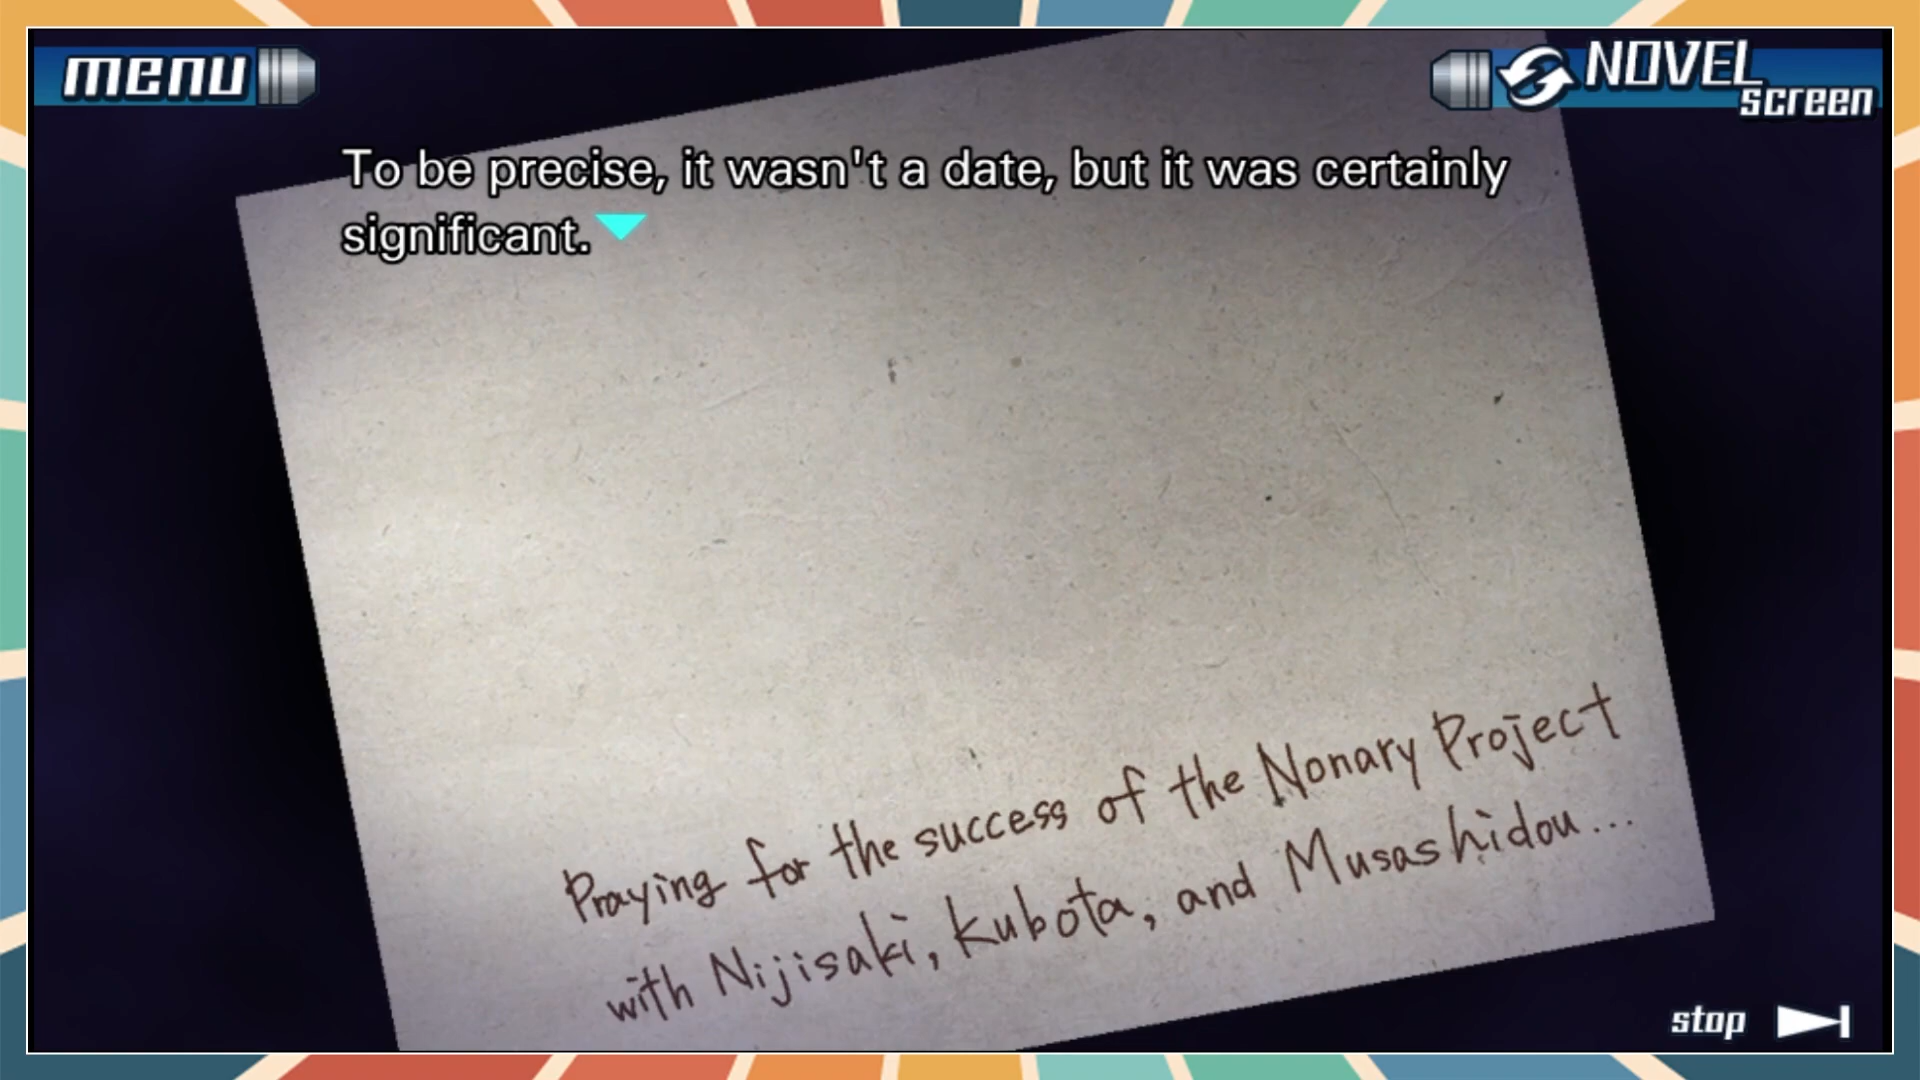 menu
NOVEL
screen
To be precise, it wasn't a date, but it was certainly
significant.
Praying for the success of the Nonary Project
with Nijisaki, Kubota, and Musashidou...
stop